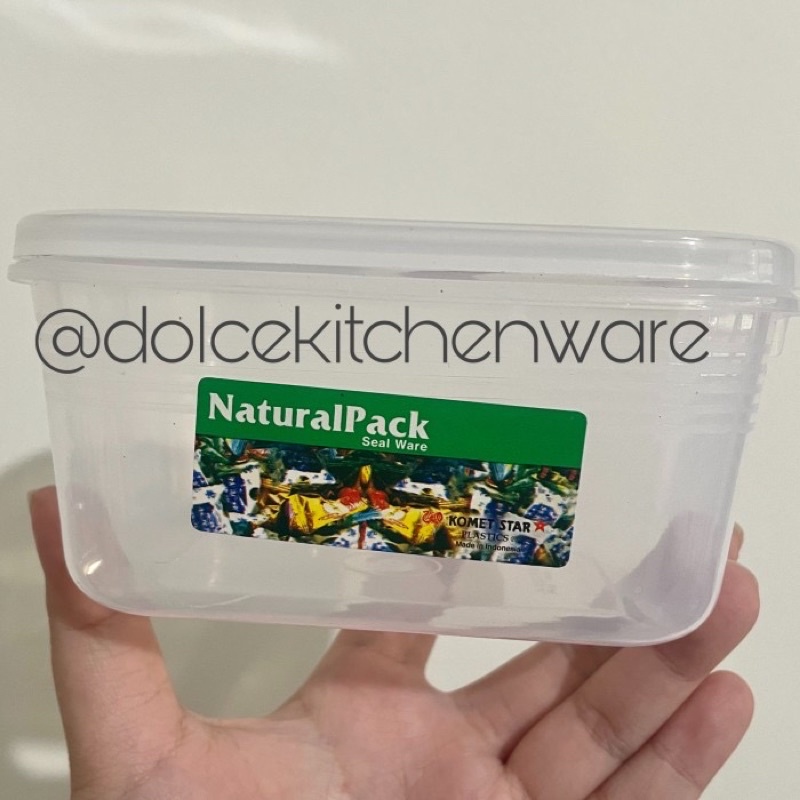 @dolcekitchenware
NaturalPack
Seal Ware
KOMET STAR
PLASTICS
Made in Indonesia